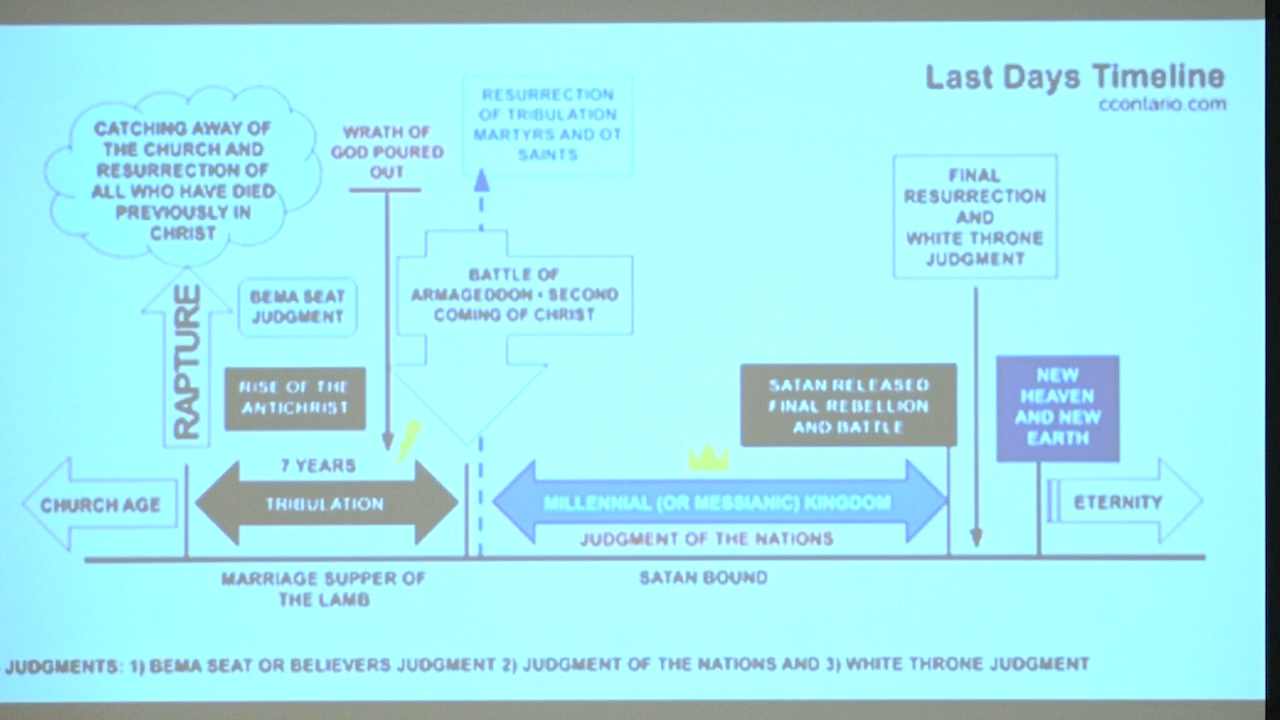 Last Days Timeline
ccontario.com
CATCHING AWAY OF
THE CHURCH AND
RESURRECTION OF
ALL WHO HAVE DIED
PREVIOUSLY IN
CHRIST
WRATH OF
GOD POURED
OUT
RESURRECTION
OF TRIBULATION
MARTYRS AND OT
SAINTS
FINAL
RESURRECTION
AND
WHITE THRONE
JUDGMENT
RAPTURE
BEMA SEAT
JUDGMENT
BATTLE OF
ARMAGEDDON • SECOND
COMING OF CHRIST
RISE OF THE
ANTICHRIST
SATAN RELEASED
FINAL REBELLION
AND BATTLE
NEW
HEAVEN
AND NEW
EARTH
CHURCH AGE
7 YEARS
TRIBULATION
MILLENNIAL (OR MESSIANIC) KINGDOM
ETERNITY
JUDGMENT OF THE NATIONS
MARRIAGE SUPPER OF
THE LAMB
SATAN BOUND
JUDGMENTS: 1) BEMA SEAT OR BELIEVERS JUDGMENT 2) JUDGMENT OF THE NATIONS AND 3) WHITE THRONE JUDGMENT